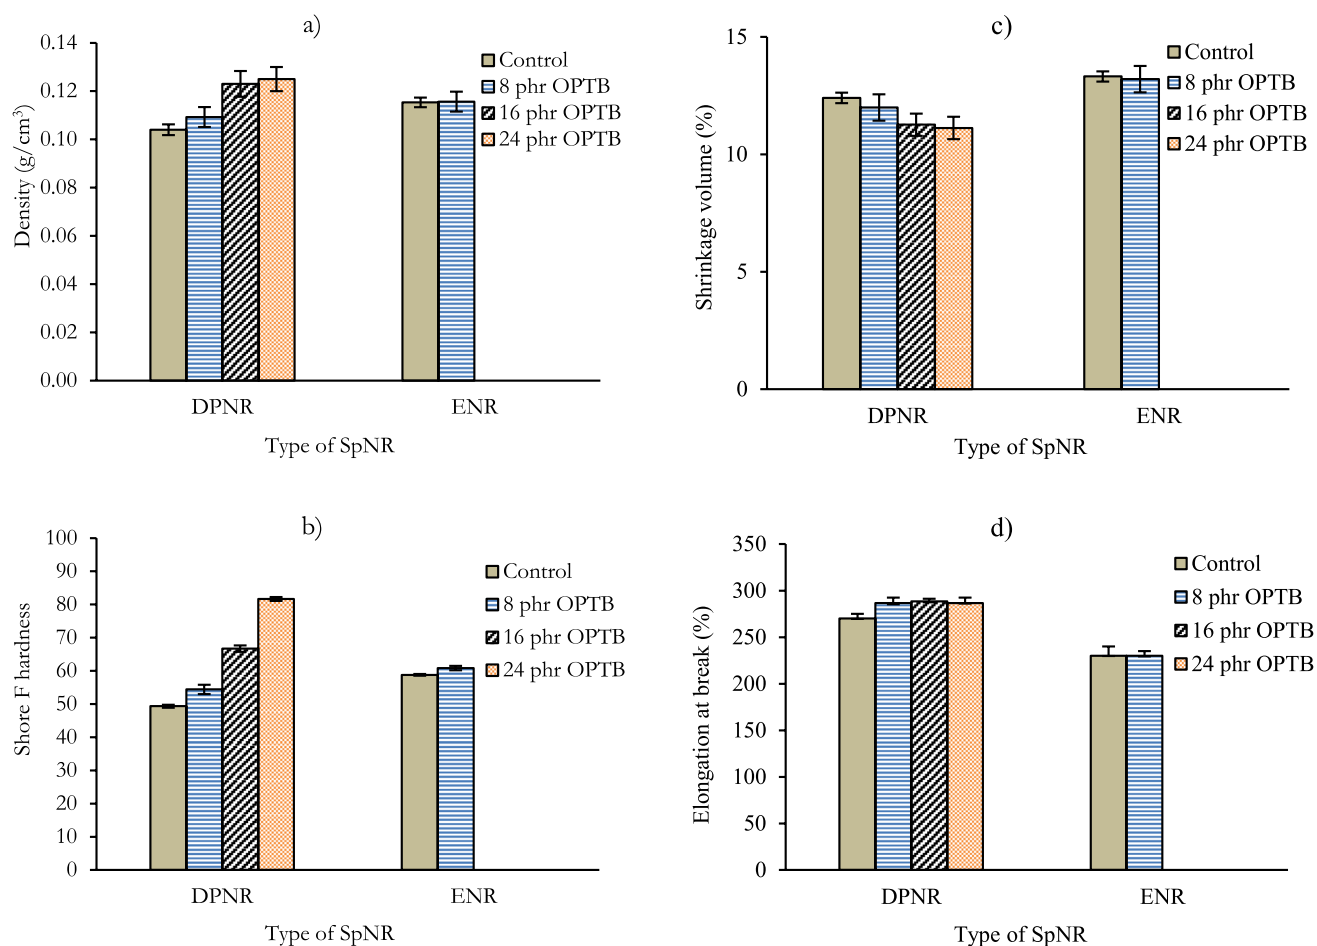 a)
0.14
0.12
0.10
0.08
0.06
0.04
0.02
0.00
Density (g/cm³)
Control
8 phr OPTB
16 phr OPTB
24 phr OPTB
DPNR
ENR
Type of SpNR
c)
15
10
5
0
Shrinkage volume (%)
Control
8 phr OPTB
16 phr OPTB
24 phr OPTB
DPNR
ENR
Type of SpNR
b)
100
90
80
70
60
50
40
30
20
10
0
Shore F hardness
Control
8 phr OPTB
16 phr OPTB
24 phr OPTB
DPNR
ENR
Type of SpNR
d)
350
300
250
200
150
100
50
0
Elongation at break (%)
Control
8 phr OPTB
16 phr OPTB
24 phr OPTB
DPNR
ENR
Type of SpNR